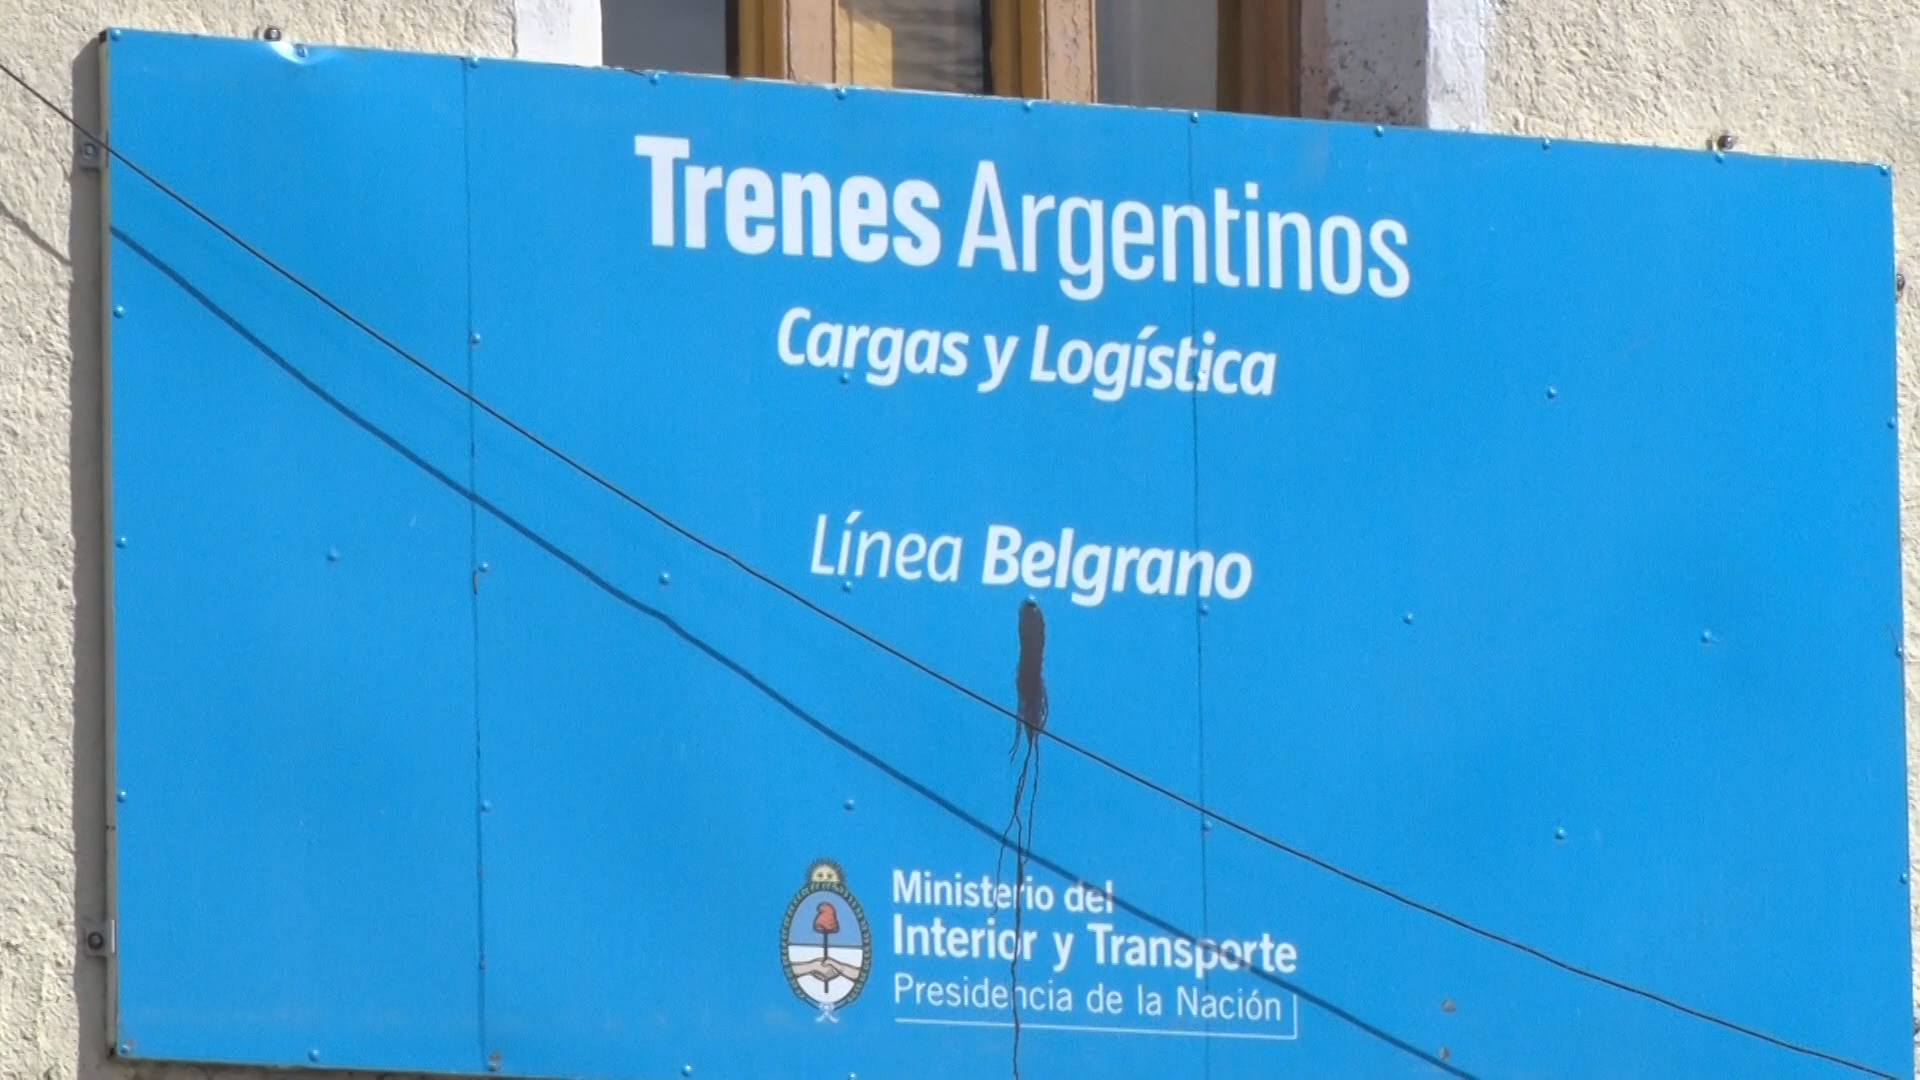 Trenes Argentinos
Cargas y Logística
Línea Belgrano
Ministerio del
Interior y Transporte
Presidencia de la Nación